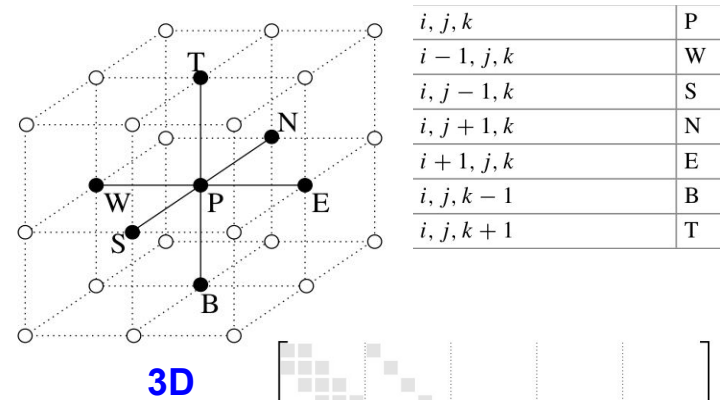 T
N
W
P
E
S
B
3D
i, j, k P
i − 1, j, k W
i, j − 1, k S
i, j + 1, k N
i + 1, j, k E
i, j, k − 1 B
i, j, k + 1 T